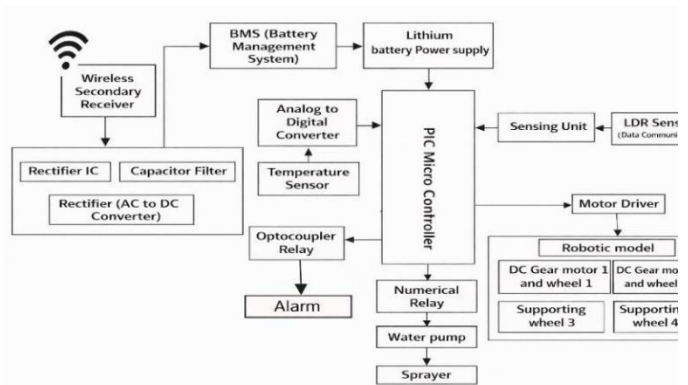 BMS (Battery
Management
System)
Lithium
battery Power supply
Wireless
Secondary
Receiver
Analog to
Digital
Converter
PIC Micro Controller
Sensing Unit
LDR Sens
(Data Communi
Rectifier IC
Capacitor Filter
Temperature
Sensor
Rectifier (AC to DC
Converter)
Motor Driver
Optocoupler
Relay
Robotic model
DC Gear motor 1
and wheel 1
DC Gear mo
and wheel
Alarm
Numerical
Relay
Supporting
wheel 3
Supportin
wheel 4
Water pump
Sprayer